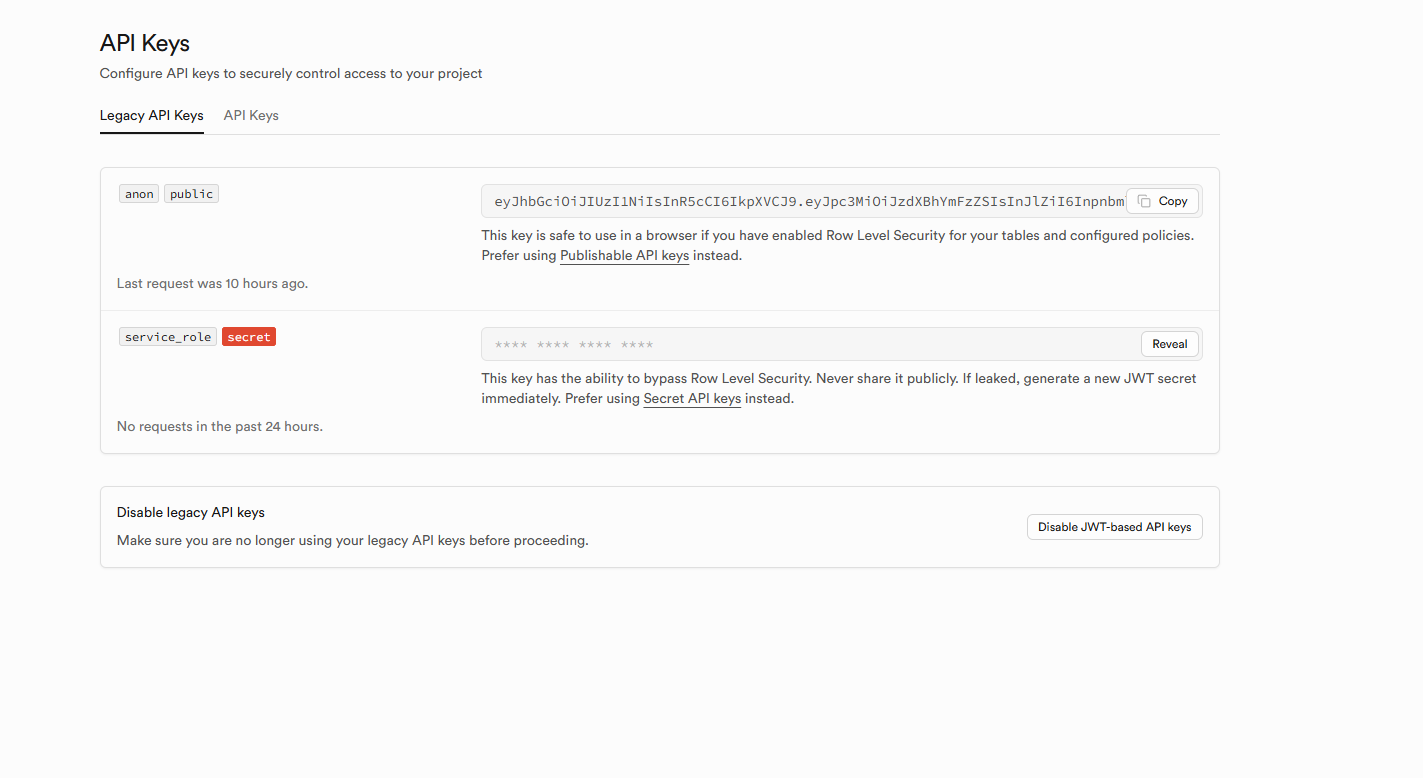 API Keys
Configure API keys to securely control access to your project
Legacy API Keys API Keys
anon public
eyJhbGciOiJIUzI1NiIsInR5cCI6IkpXVCJ9.eyJpc3MiOiJzdXBhYmFzZSIsInJlZiI6Inpnbm Copy
This key is safe to use in a browser if you have enabled Row Level Security for your tables and configured policies.
Prefer using Publishable API keys instead.
Last request was 10 hours ago.
service_role secret
**** **** **** **** Reveal
This key has the ability to bypass Row Level Security. Never share it publicly. If leaked, generate a new JWT secret
immediately. Prefer using Secret API keys instead.
No requests in the past 24 hours.
Disable legacy API keys
Make sure you are no longer using your legacy API keys before proceeding.
Disable JWT-based API keys